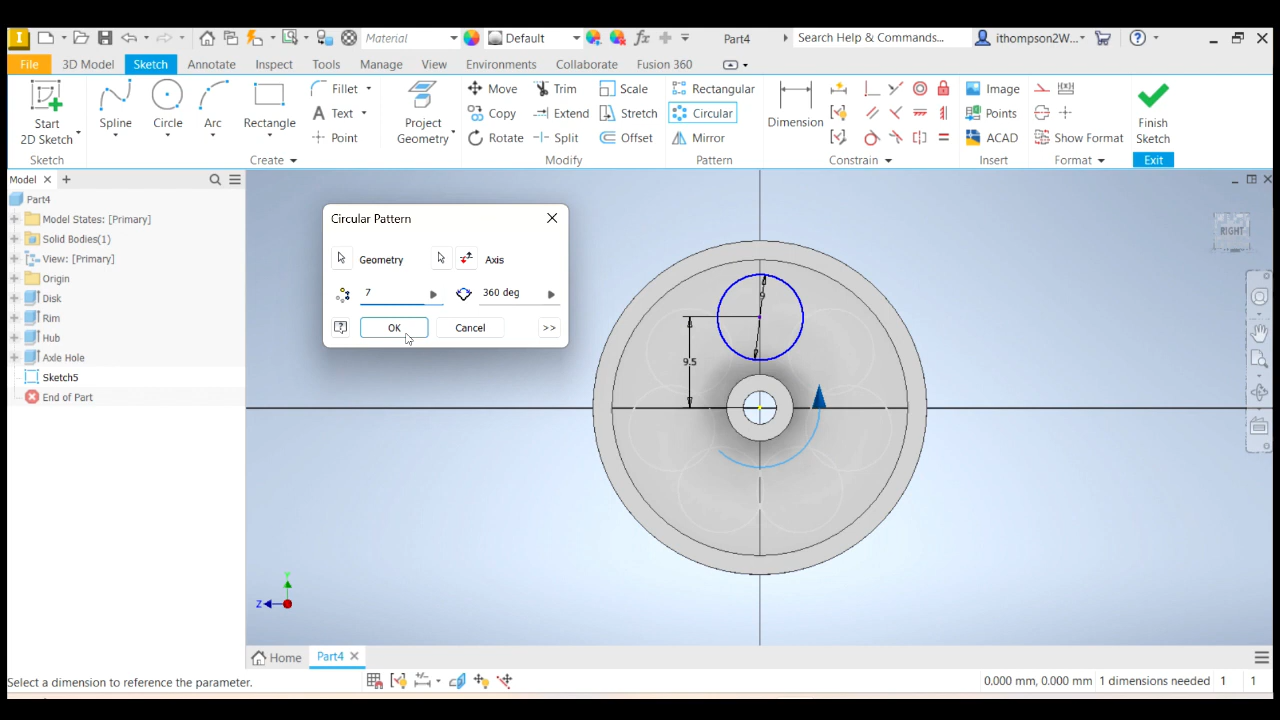 I Material Default fx Part4 Search Help & Commands... ithompson2W...
File 3D Model Sketch Annotate Inspect Tools Manage View Environments Collaborate Fusion 360
Start 2D Sketch Spline Circle Arc Rectangle Fillet Text Point Project Geometry Move Copy Rotate Trim Extend Split Scale Stretch Offset Rectangular Circular Mirror Dimension Image Points ACAD Show Format Finish Sketch
Sketch Create Modify Pattern Constrain Insert Format Exit
Model
Part4
Model States: [Primary]
Solid Bodies(1)
View: [Primary]
Origin
Disk
Rim
Hub
Axle Hole
Sketch5
End of Part
Circular Pattern
Geometry Axis
7 360 deg
OK Cancel >>
RIGHT
9
9.5
Y
Z
Home Part4
Select a dimension to reference the parameter. 0.000 mm, 0.000 mm 1 dimensions needed 1 1